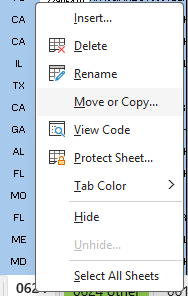 Insert...
CA
Delete
CA
Rename
IL
TX
Move or Copy...
CA
View Code
GA
AL
Protect Sheet...
FL
Tab Color
MO
FL
Hide
ME
Unhide...
MD
Select All Sheets
0624
0624 other